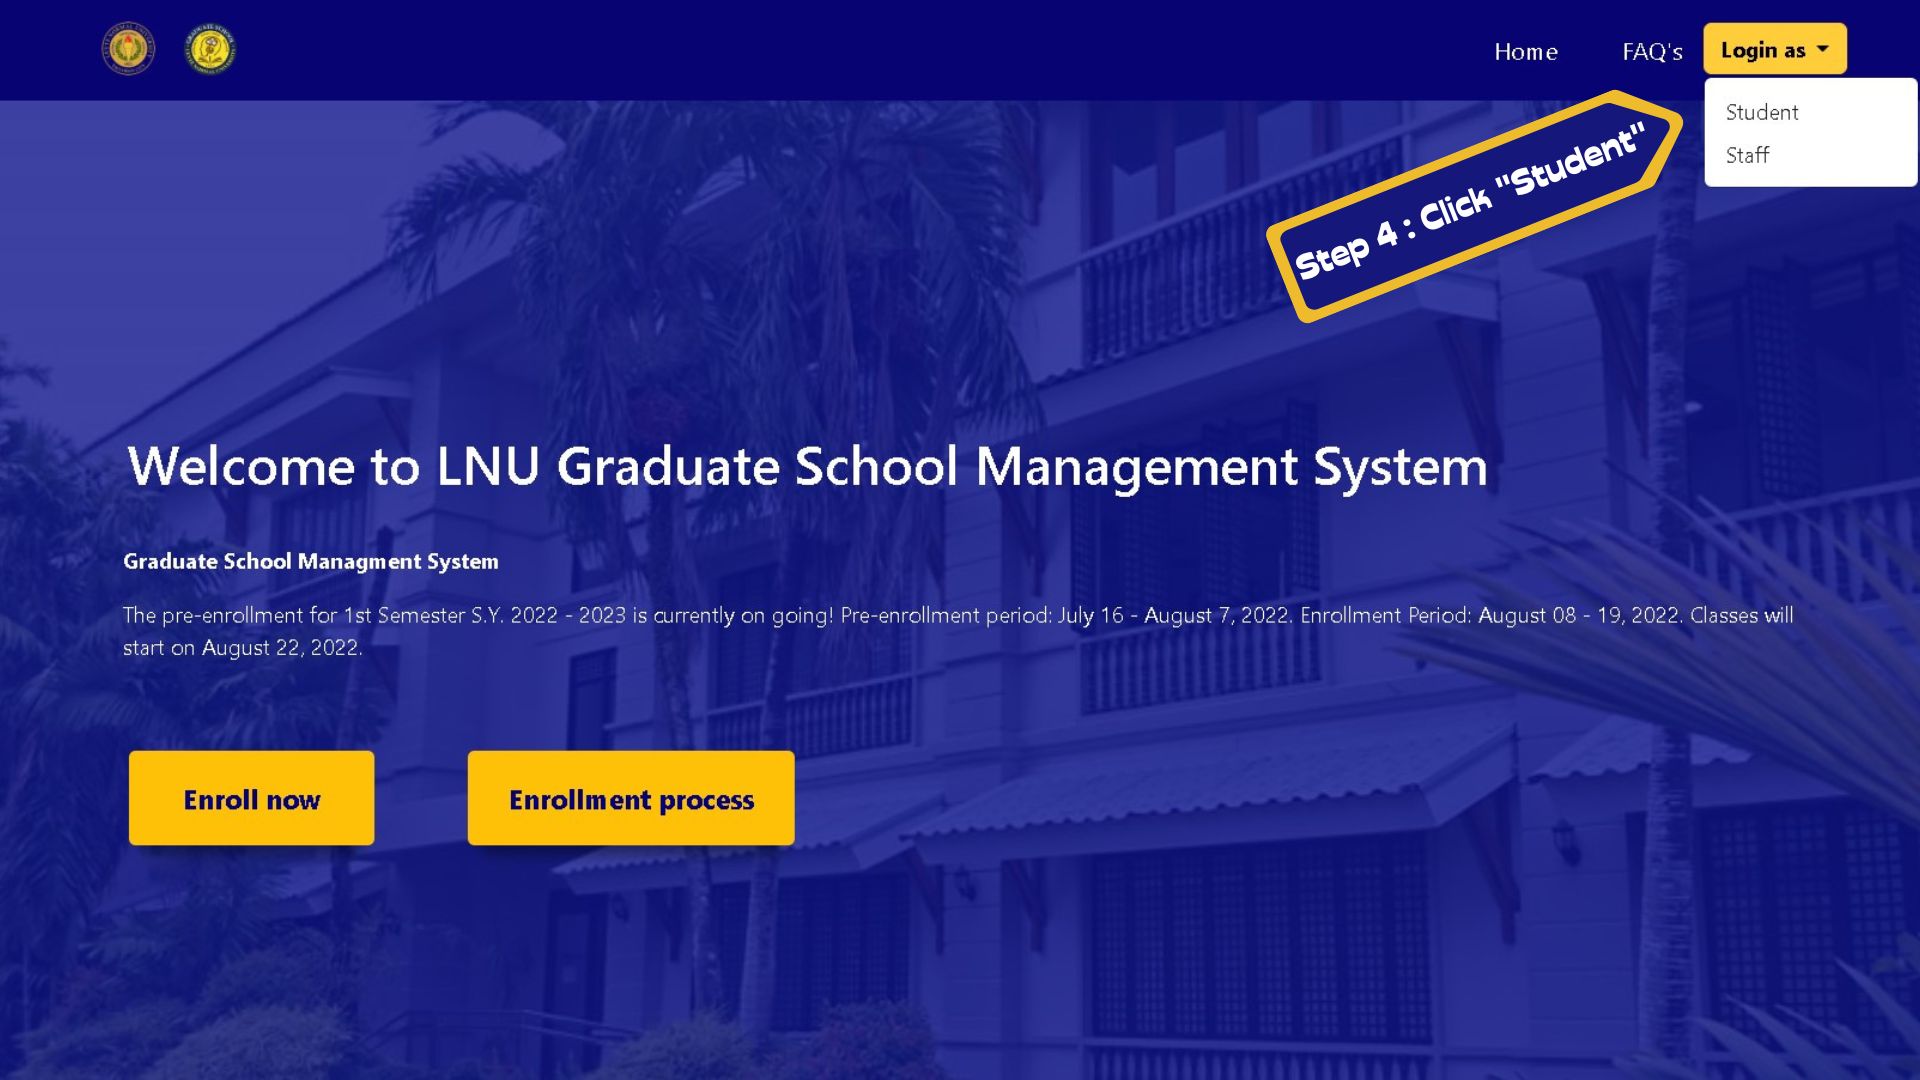 Home
FAQ's
Login as
Student
Staff
Step 4 : Click "Student"
Welcome to LNU Graduate School Management System
Graduate School Managment System
The pre-enrollment for 1st Semester S.Y. 2022 - 2023 is currently on going! Pre-enrollment period: July 16 - August 7, 2022. Enrollment Period: August 08 - 19, 2022. Classes will
start on August 22, 2022.
Enroll now
Enrollment process